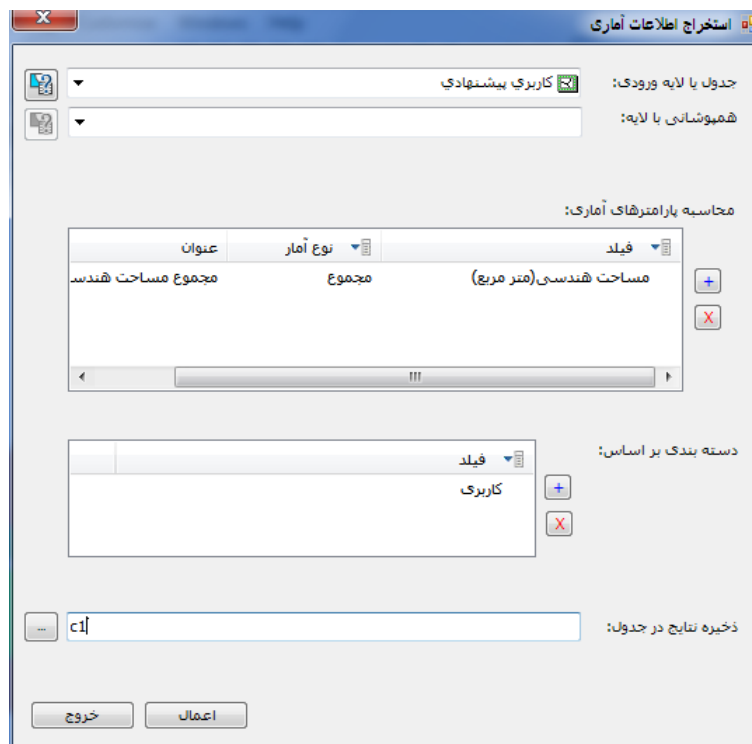 استخراج اطلاعات آماری
جدول یا لایه ورودی:
کاربري پیشنهادي
همپوشانی با لایه:
محاسبه پارامترهای آماری:
فیلد نوع آمار عنوان
مساحت هندسی(متر مربع) مجموع مجموع مساحت هندسـ
دسته بندی بر اساس:
فیلد
کاربری
ذخیره نتایج در جدول:
c1
...
اعمال خروج